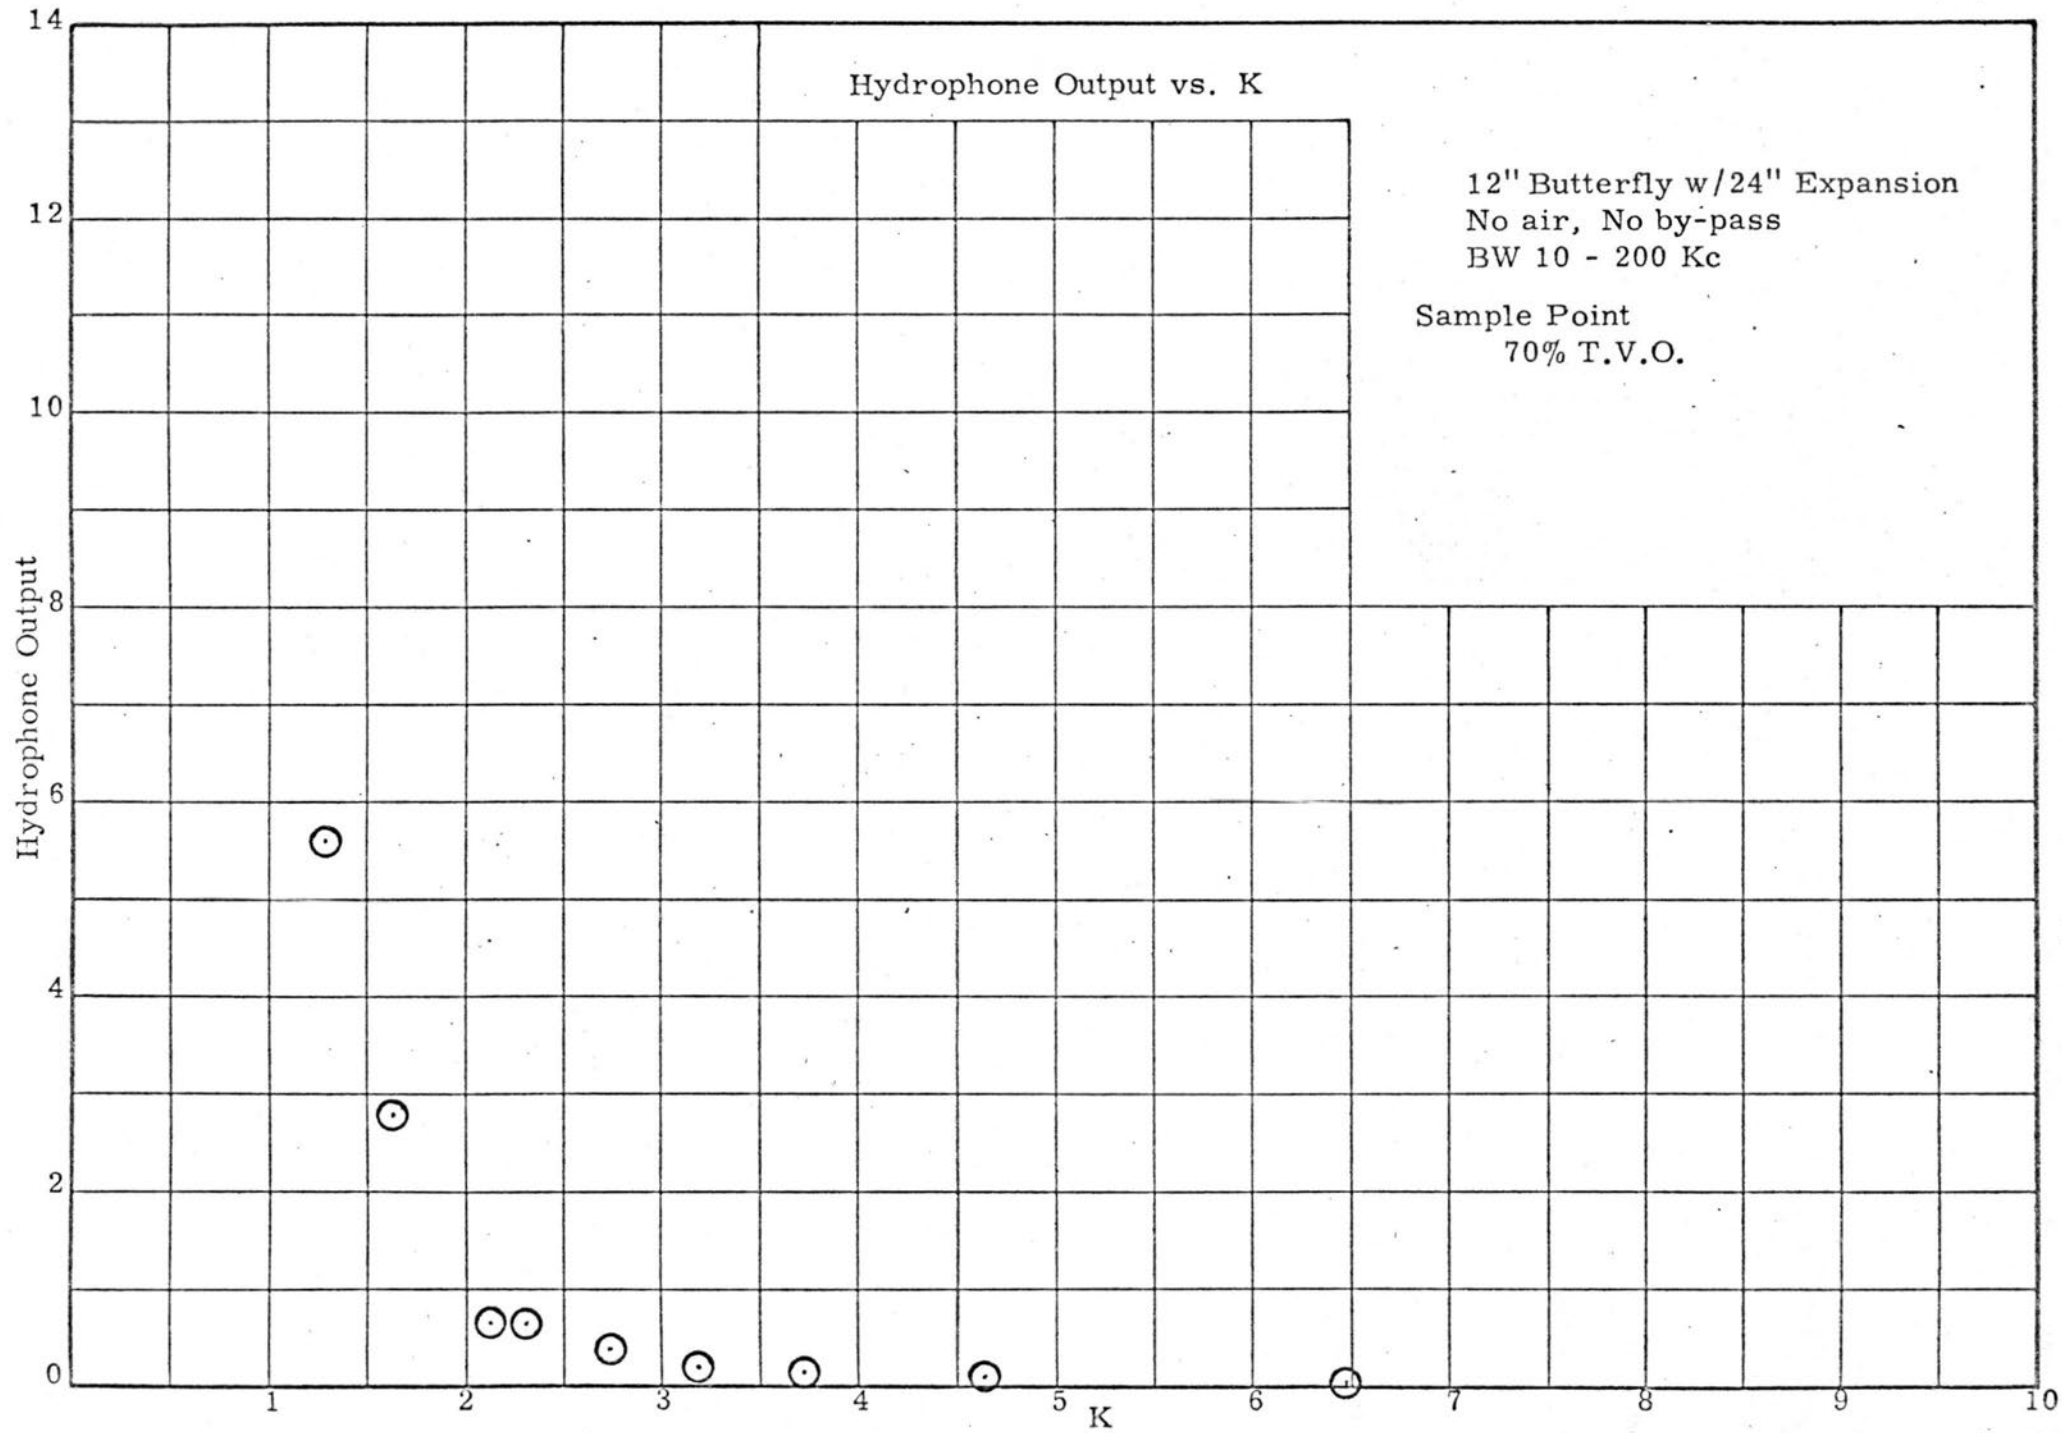 Hydrophone Output vs. K
12" Butterfly w/24" Expansion
No air, No by-pass
BW 10 - 200 Kc
Sample Point
70% T.V.O.
Hydrophone Output
14
12
10
8
6
4
2
0
1 2 3 4 5 6 7 8 9 10
K